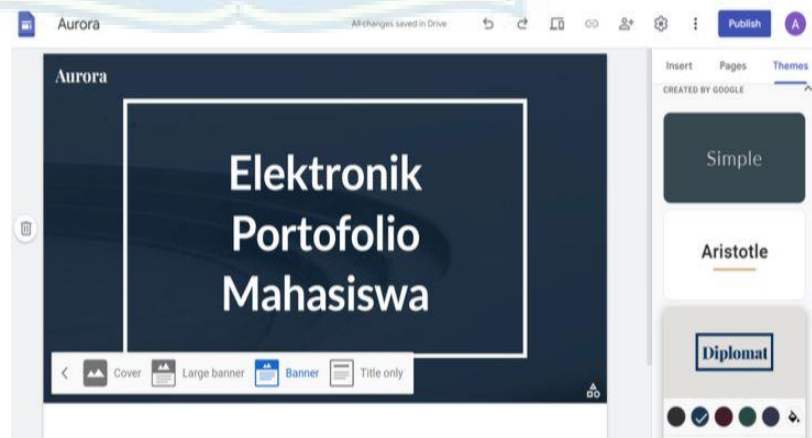 Aurora
All changes saved in Drive
Publish
A
Insert Pages Themes
CREATED BY GOOGLE
Aurora
Elektronik
Portofolio
Mahasiswa
Cover Large banner Banner Title only
Simple
Aristotle
Diplomat